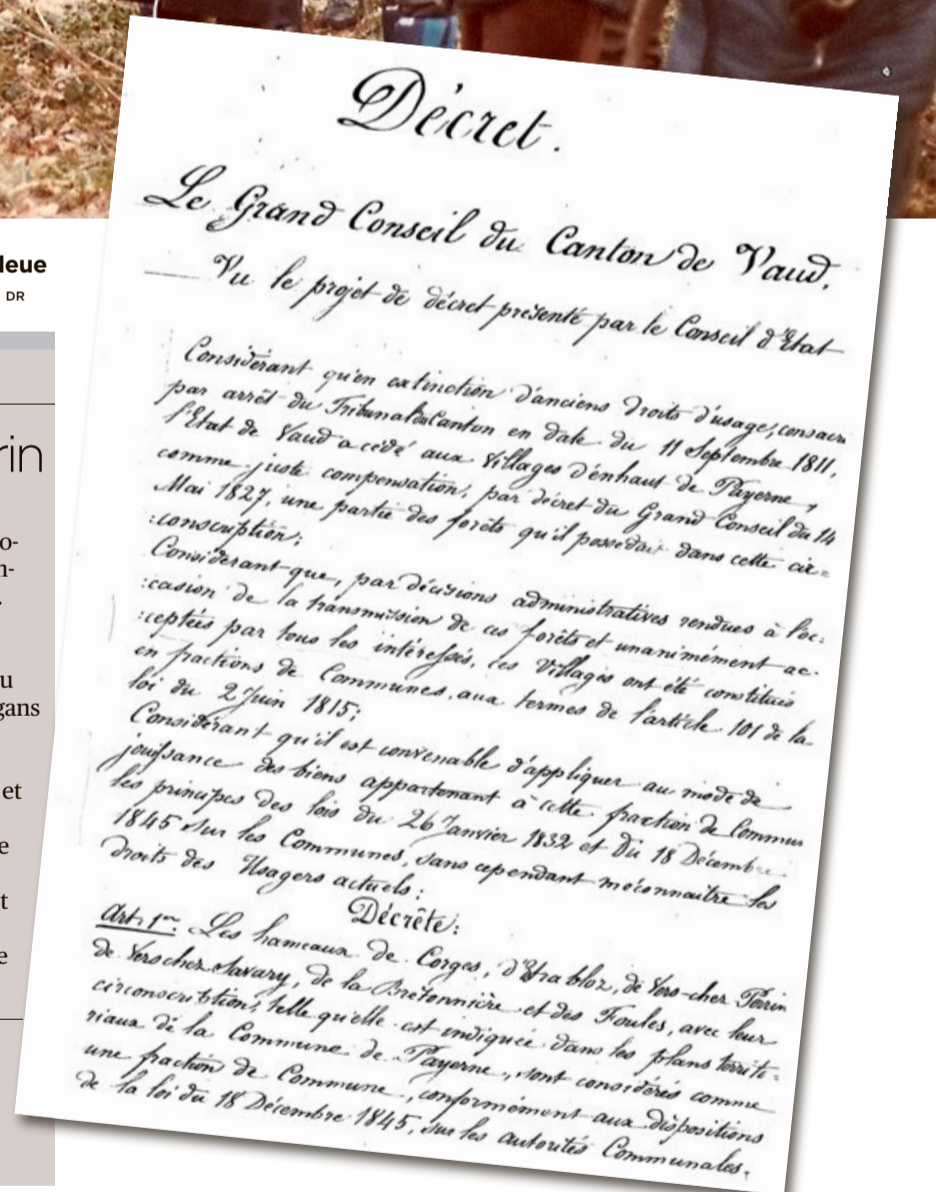 leue
DR
rin
o-
n-
.
u
gans
et
e
t
e
Décret.
Le Grand Conseil du Canton de Vaud,
Vu le projet de décret présenté par le Conseil d'Etat
Considérant qu'en extinction d'anciens droits d'usage, consacrés
par arrêt du Tribunal du Canton en date du 11 Septembre 1811,
l'Etat de Vaud a cédé aux Villages d'enhaut de Payerne,
comme juste compensation, par décret du Grand Conseil du 14
Mai 1827, une partie des forêts qu'il possédait dans cette cir=
:conscription;
Considérant que, par décisions administratives rendues à l'oc:
:casion de la transmission de ces forêts et unanimément ac-
:ceptées par tous les intéressés, ces Villages ont été constitués
en fractions de Communes, aux termes de l'article 101 de la
loi du 2 Juin 1815;
Considérant qu'il est convenable d'appliquer au mode de
jouissance des biens appartenant à cette fraction de Commune
les principes des lois du 26 Janvier 1832 et du 18 Décembre
1845 sur les Communes, sans cependant méconnaître les
droits des Usagers actuels:
Décrète:
Art. 1er. Les hameaux de Corges, d'Etrabloz, de Vers-chez Perrin
de Vers chez Savary, de la Bretonnière et des Foules, avec leur
circonscription, telle qu'elle est indiquée dans les plans territo=
riaux de la Commune de Payerne, sont considérés comme
une fraction de Commune, conformément aux dispositions
de la loi du 18 Décembre 1845, sur les autorités Communales.